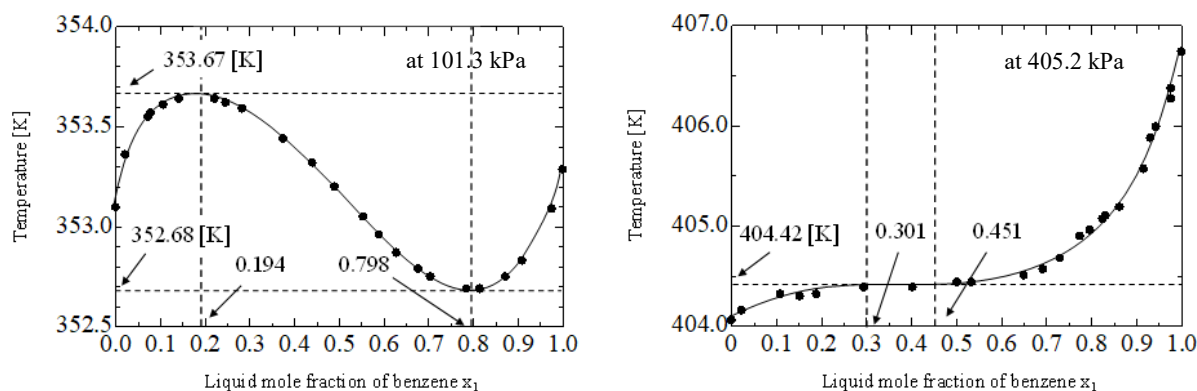 354.0
353.5
353.0
352.5
Temperature [K]
353.67 [K]
at 101.3 kPa
352.68 [K]
0.194
0.798
0.0 0.1 0.2 0.3 0.4 0.5 0.6 0.7 0.8 0.9 1.0
Liquid mole fraction of benzene x₁
407.0
406.0
405.0
404.0
Temperature [K]
at 405.2 kPa
404.42 [K]
0.301
0.451
0 0.1 0.2 0.3 0.4 0.5 0.6 0.7 0.8 0.9 1.0
Liquid mole fraction of benzene x₁